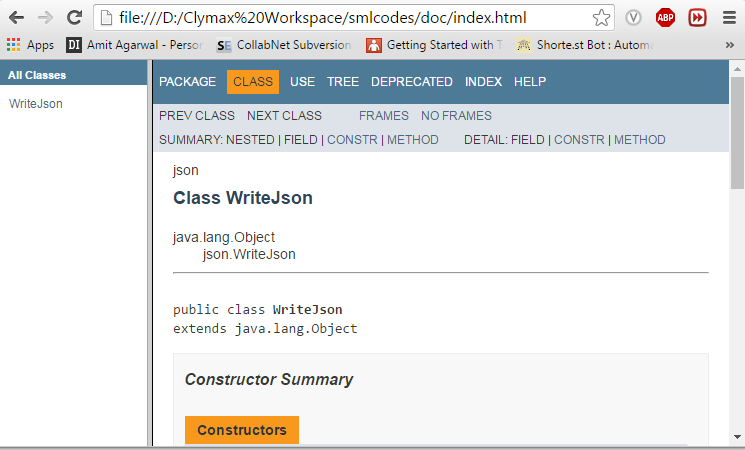 file:///D:/Clymax%20Workspace/smlcodes/doc/index.html
Apps DI Amit Agarwal - Person SE CollabNet Subversion Getting Started with Shorte.st Bot : Autom
All Classes
WriteJson
PACKAGE CLASS USE TREE DEPRECATED INDEX HELP
PREV CLASS NEXT CLASS FRAMES NO FRAMES
SUMMARY: NESTED | FIELD | CONSTR | METHOD DETAIL: FIELD | CONSTR | METHOD
json
Class WriteJson
java.lang.Object
json.WriteJson
public class WriteJson
extends java.lang.Object
Constructor Summary
Constructors